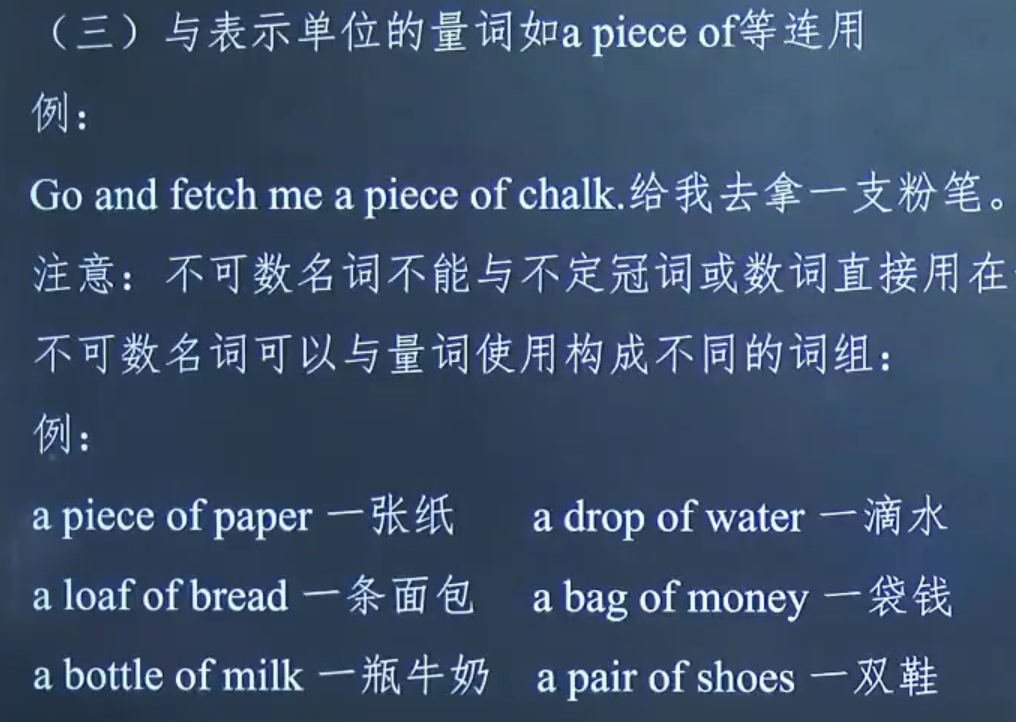 （三）与表示单位的量词如a piece of等连用
例：
Go and fetch me a piece of chalk.给我去拿一支粉笔。
注意：不可数名词不能与不定冠词或数词直接用在
不可数名词可以与量词使用构成不同的词组：
例：
a piece of paper 一张纸 a drop of water 一滴水
a loaf of bread 一条面包 a bag of money 一袋钱
a bottle of milk 一瓶牛奶 a pair of shoes 一双鞋